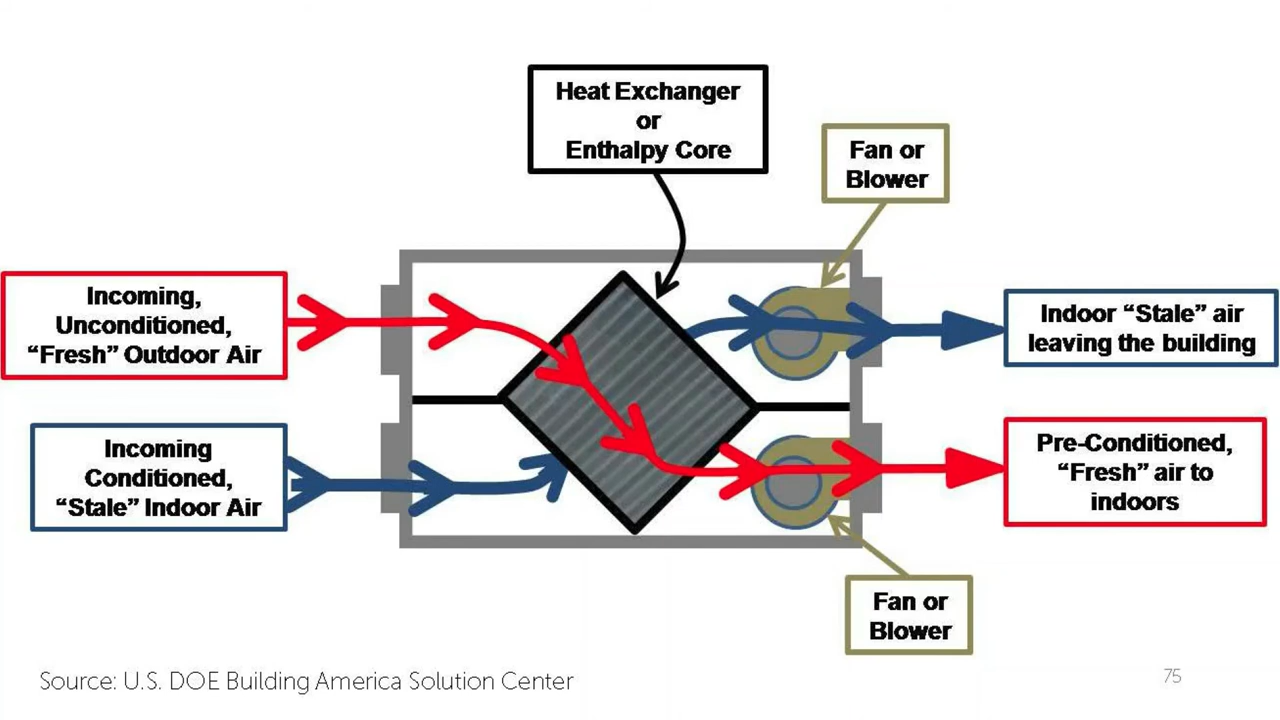 Heat Exchanger
or
Enthalpy Core
Fan or
Blower
Incoming,
Unconditioned,
“Fresh” Outdoor Air
Indoor “Stale” air
leaving the building
Incoming
Conditioned,
“Stale” Indoor Air
Pre-Conditioned,
“Fresh” air to
indoors
Fan or
Blower
Source: U.S. DOE Building America Solution Center
75